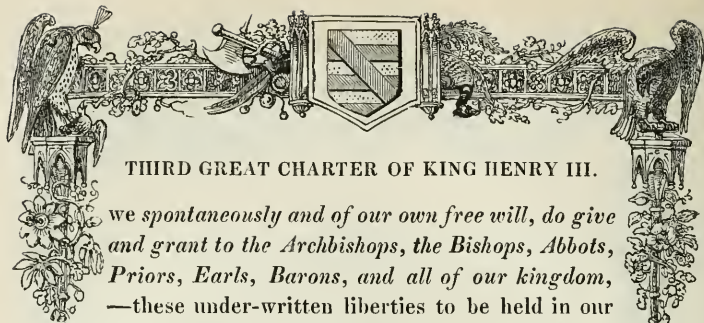 THIRD GREAT CHARTER OF KING HENRY III.
we spontaneously and of our own free will, do give
and grant to the Archbishops, the Bishops, Abbots,
Priors, Earls, Barons, and all of our kingdom,
—these under-written liberties to be held in our